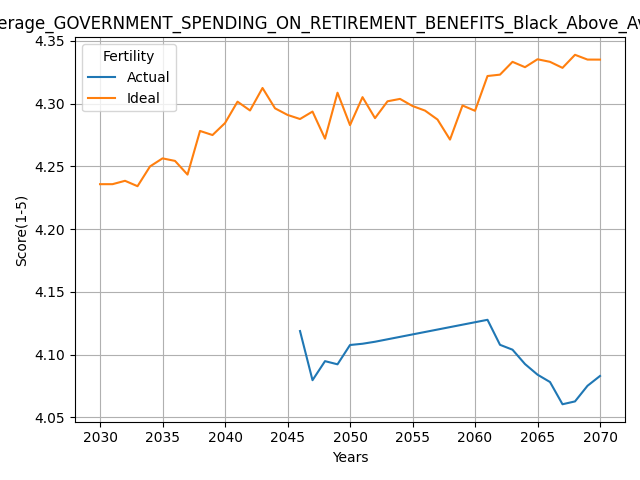 erage_GOVERNMENT_SPENDING_ON_RETIREMENT_BENEFITS_Black_Above_Av
4.35
4.30
4.25
4.20
4.15
4.10
4.05
Score(1-5)
Fertility
Actual
Ideal
2030 2035 2040 2045 2050 2055 2060 2065 2070
Years